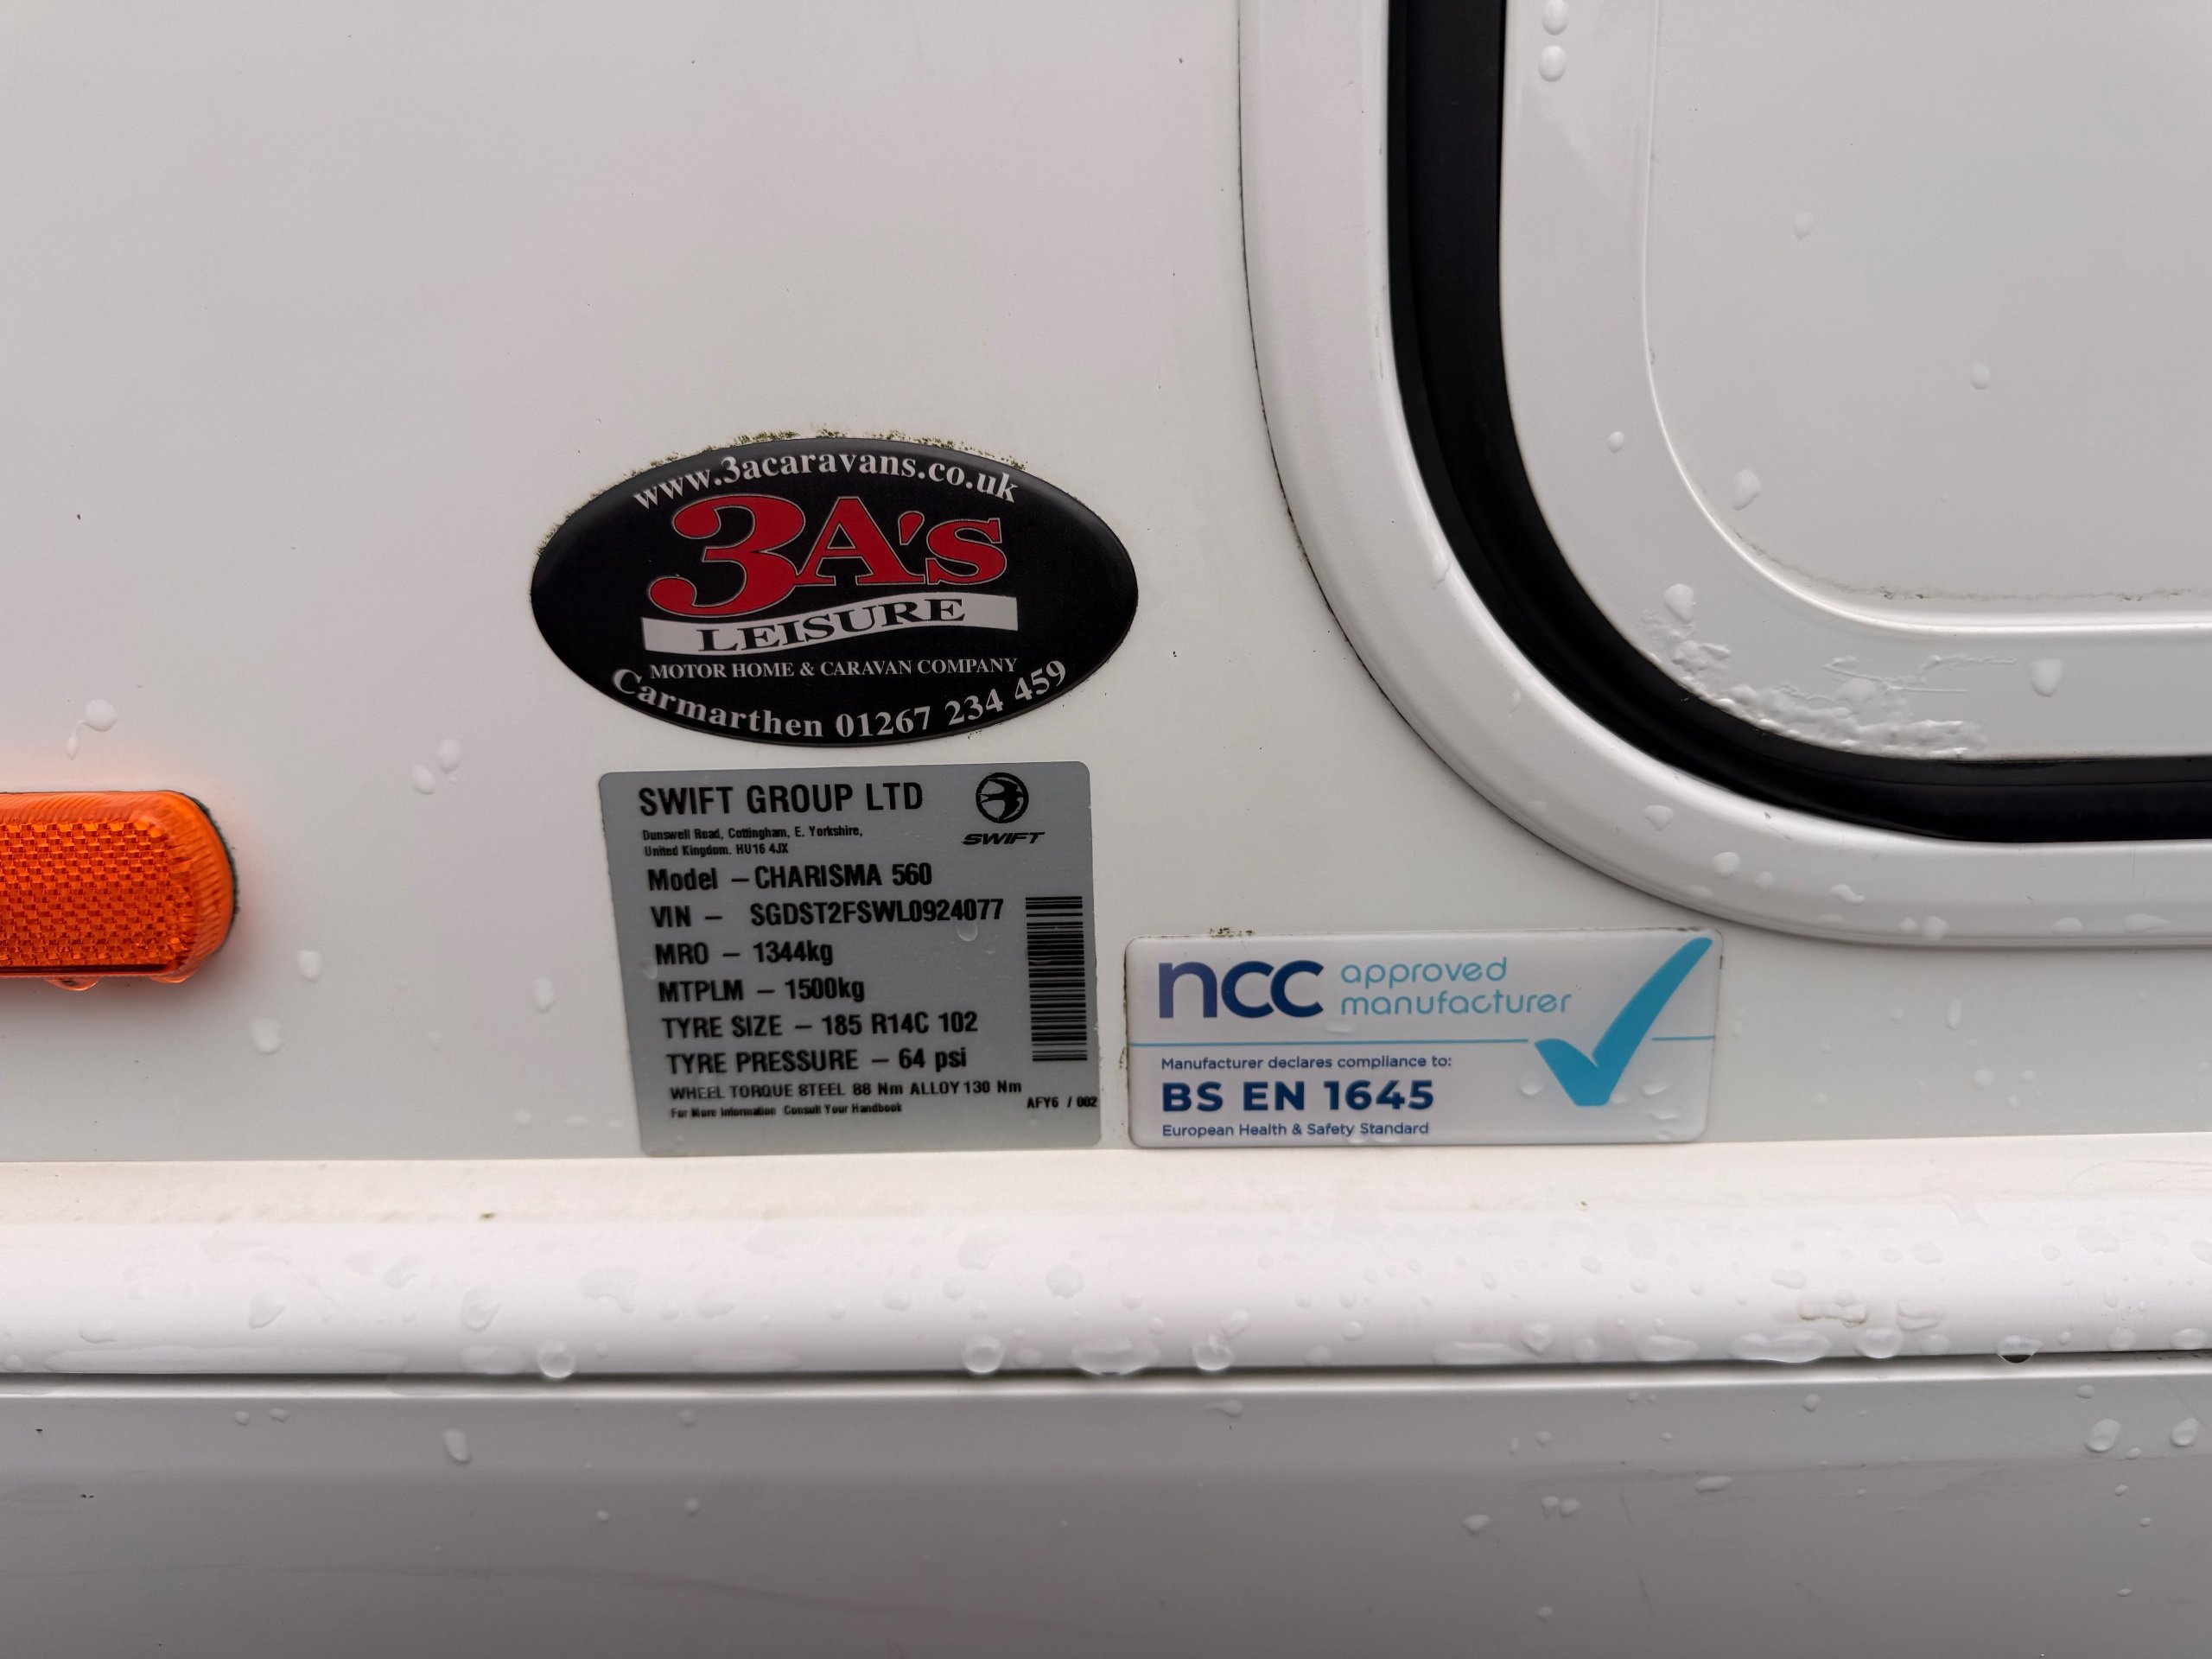 www.3acaravans.co.uk
3A's
LEISURE
MOTOR HOME & CARAVAN COMPANY
Carmarthen 01267 234 459
SWIFT GROUP LTD
SWIFT
Dunswell Road, Cottingham, E. Yorkshire,
United Kingdom. HU16 4JX
Model – CHARISMA 560
VIN – SGDST2FSWL0924077
MRO – 1344kg
MTPLM – 1500kg
TYRE SIZE – 185 R14C 102
TYRE PRESSURE – 64 psi
WHEEL TORQUE STEEL 88 Nm ALLOY 130 Nm
For More Information Consult Your Handbook
AFY6 / 002
ncc approved
manufacturer
Manufacturer declares compliance to:
BS EN 1645
European Health & Safety Standard